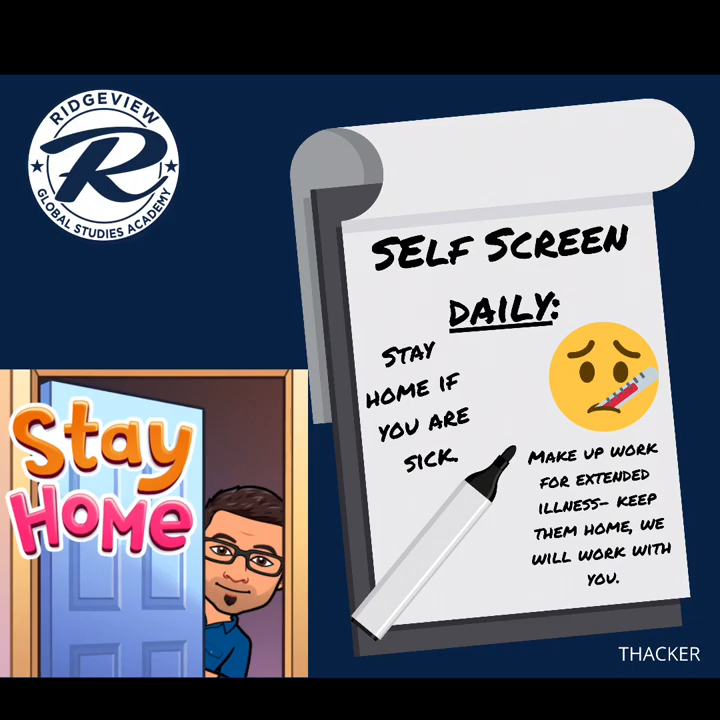 RIDGEVIEW
R
GLOBAL STUDIES ACADEMY
SELF SCREEN
DAILY:
STAY
HOME IF
YOU ARE
SICK.
MAKE UP WORK
FOR EXTENDED
ILLNESS- KEEP
THEM HOME, WE
WILL WORK WITH
YOU.
Stay
HOME
THACKER